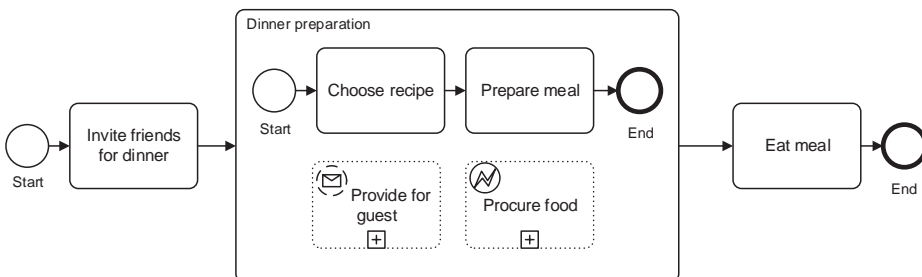 Dinner preparation
Choose recipe
Prepare meal
Start
End
Invite friends
for dinner
Start
Eat meal
End
Provide for
guest
Procure food